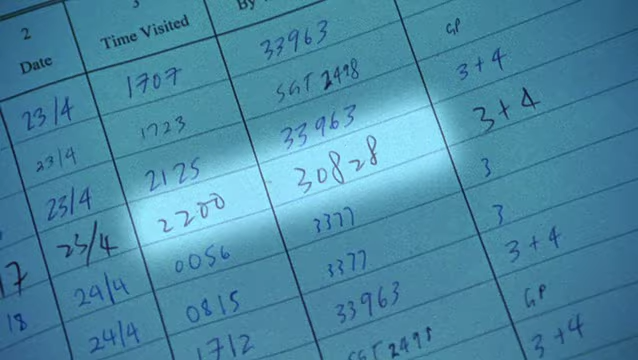 2 3
Date Time Visited By
23/4 1707 33963
23/4 1723 SGT 2498 GP
23/4 2125 33963 3+4
17 23/4 2200 30828 3+4
18 24/4 0056 3377 3
24/4 0815 3377 3
1712 33963 3+4
SGT 2498 GP
3+4